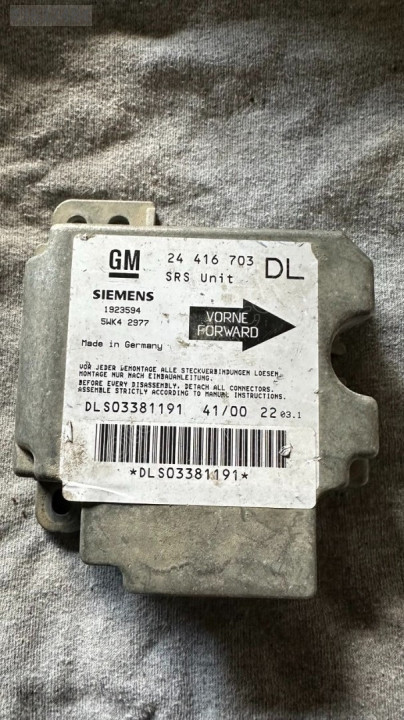 GM
24 416 703 DL
SRS Unit
SIEMENS
1923594
5WK4 2977
VORNE
FORWARD
Made in Germany
VOR JEDER DEMONTAGE ALLE STECKVERBINDUNGEN LOESEN.
MONTAGE NUR NACH EINBAUANLEITUNG.
BEFORE EVERY DISASSEMBLY, DETACH ALL CONNECTORS.
ASSEMBLE STRICTLY ACCORDING TO MANUAL INSTRUCTIONS.
DLS03381191 41/00 22 03.1
*DLS03381191*